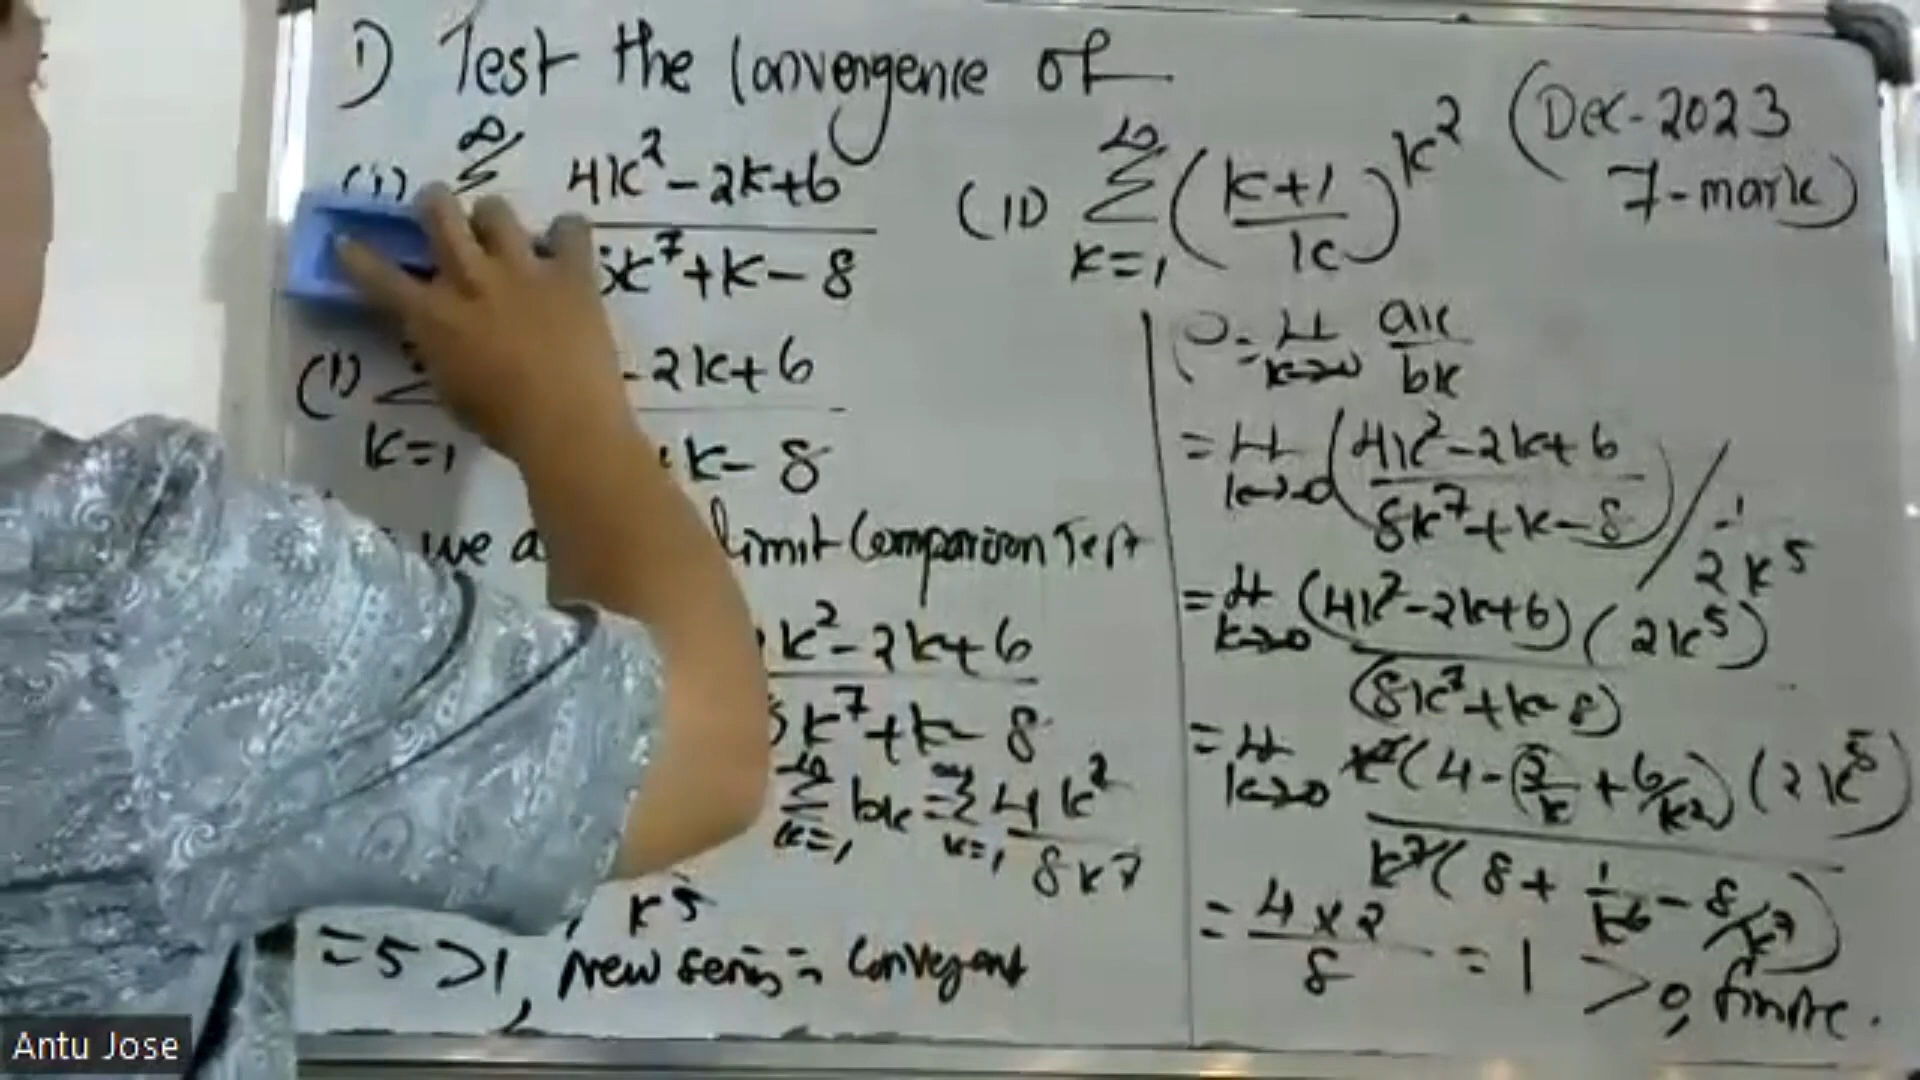 1) Test the Convergence of
(Dec-2023
7-mark)
(i) ∞ Σ 4k²-2k+6
k⁷+k-8
(11) ∞ Σ k=1 (k+1 / k)^k²
(1) Σ k=1
-2k+6
k-8
we a limit Comparison Test
k²-2k+6
k⁷+k-8
∞ Σ k=1 bk = ∞ Σ k=1 4k² / 8k7
k5
=5>1, new series is Convergent
ρ = Lt k→∞ ak / bk
= Lt k→∞ (4k²-2k+6 / 8k⁷+k-8) / 1 / 2k⁵
= Lt k→∞ (4k²-2k+6)(2k⁵)
(8k⁷+k-8)
= Lt k→∞ k²(4-2/k+6/k2)(2k⁵)
k⁷(8+1/k6-8/k7)
= 4×2 / 8 = 1 >0, finite.
Antu Jose